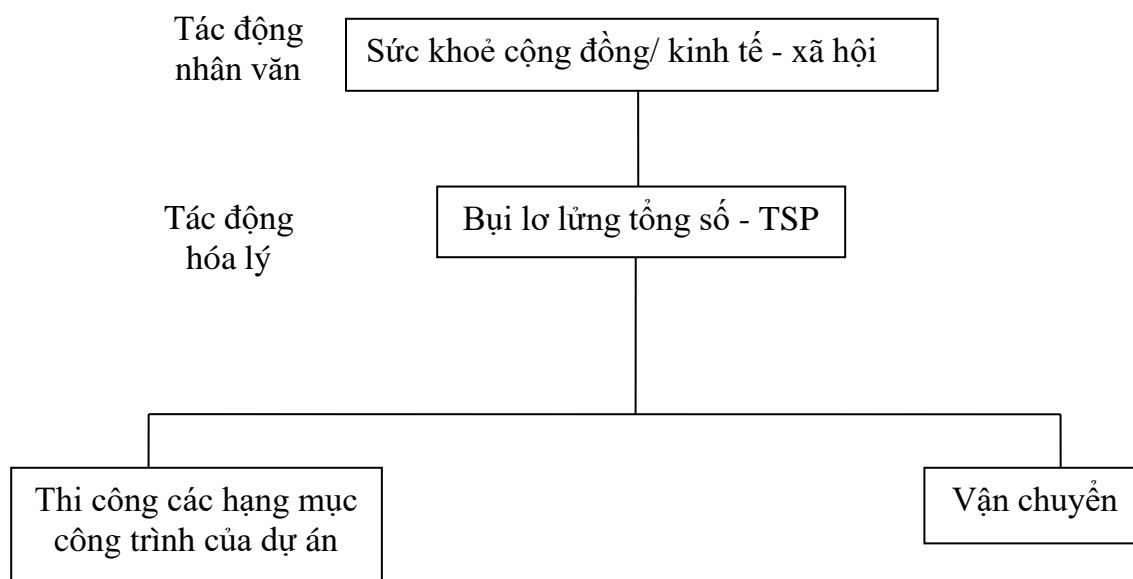 Tác động
nhân văn
Sức khoẻ cộng đồng/ kinh tế - xã hội
Tác động
hóa lý
Bụi lơ lửng tổng số - TSP
Thi công các hạng mục
công trình của dự án
Vận chuyển